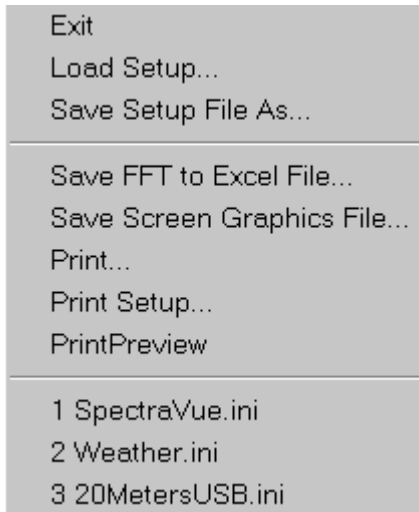 Exit
Load Setup...
Save Setup File As...
Save FFT to Excel File...
Save Screen Graphics File...
Print...
Print Setup...
PrintPreview
1 SpectraVue.ini
2 Weather.ini
3 20MetersUSB.ini